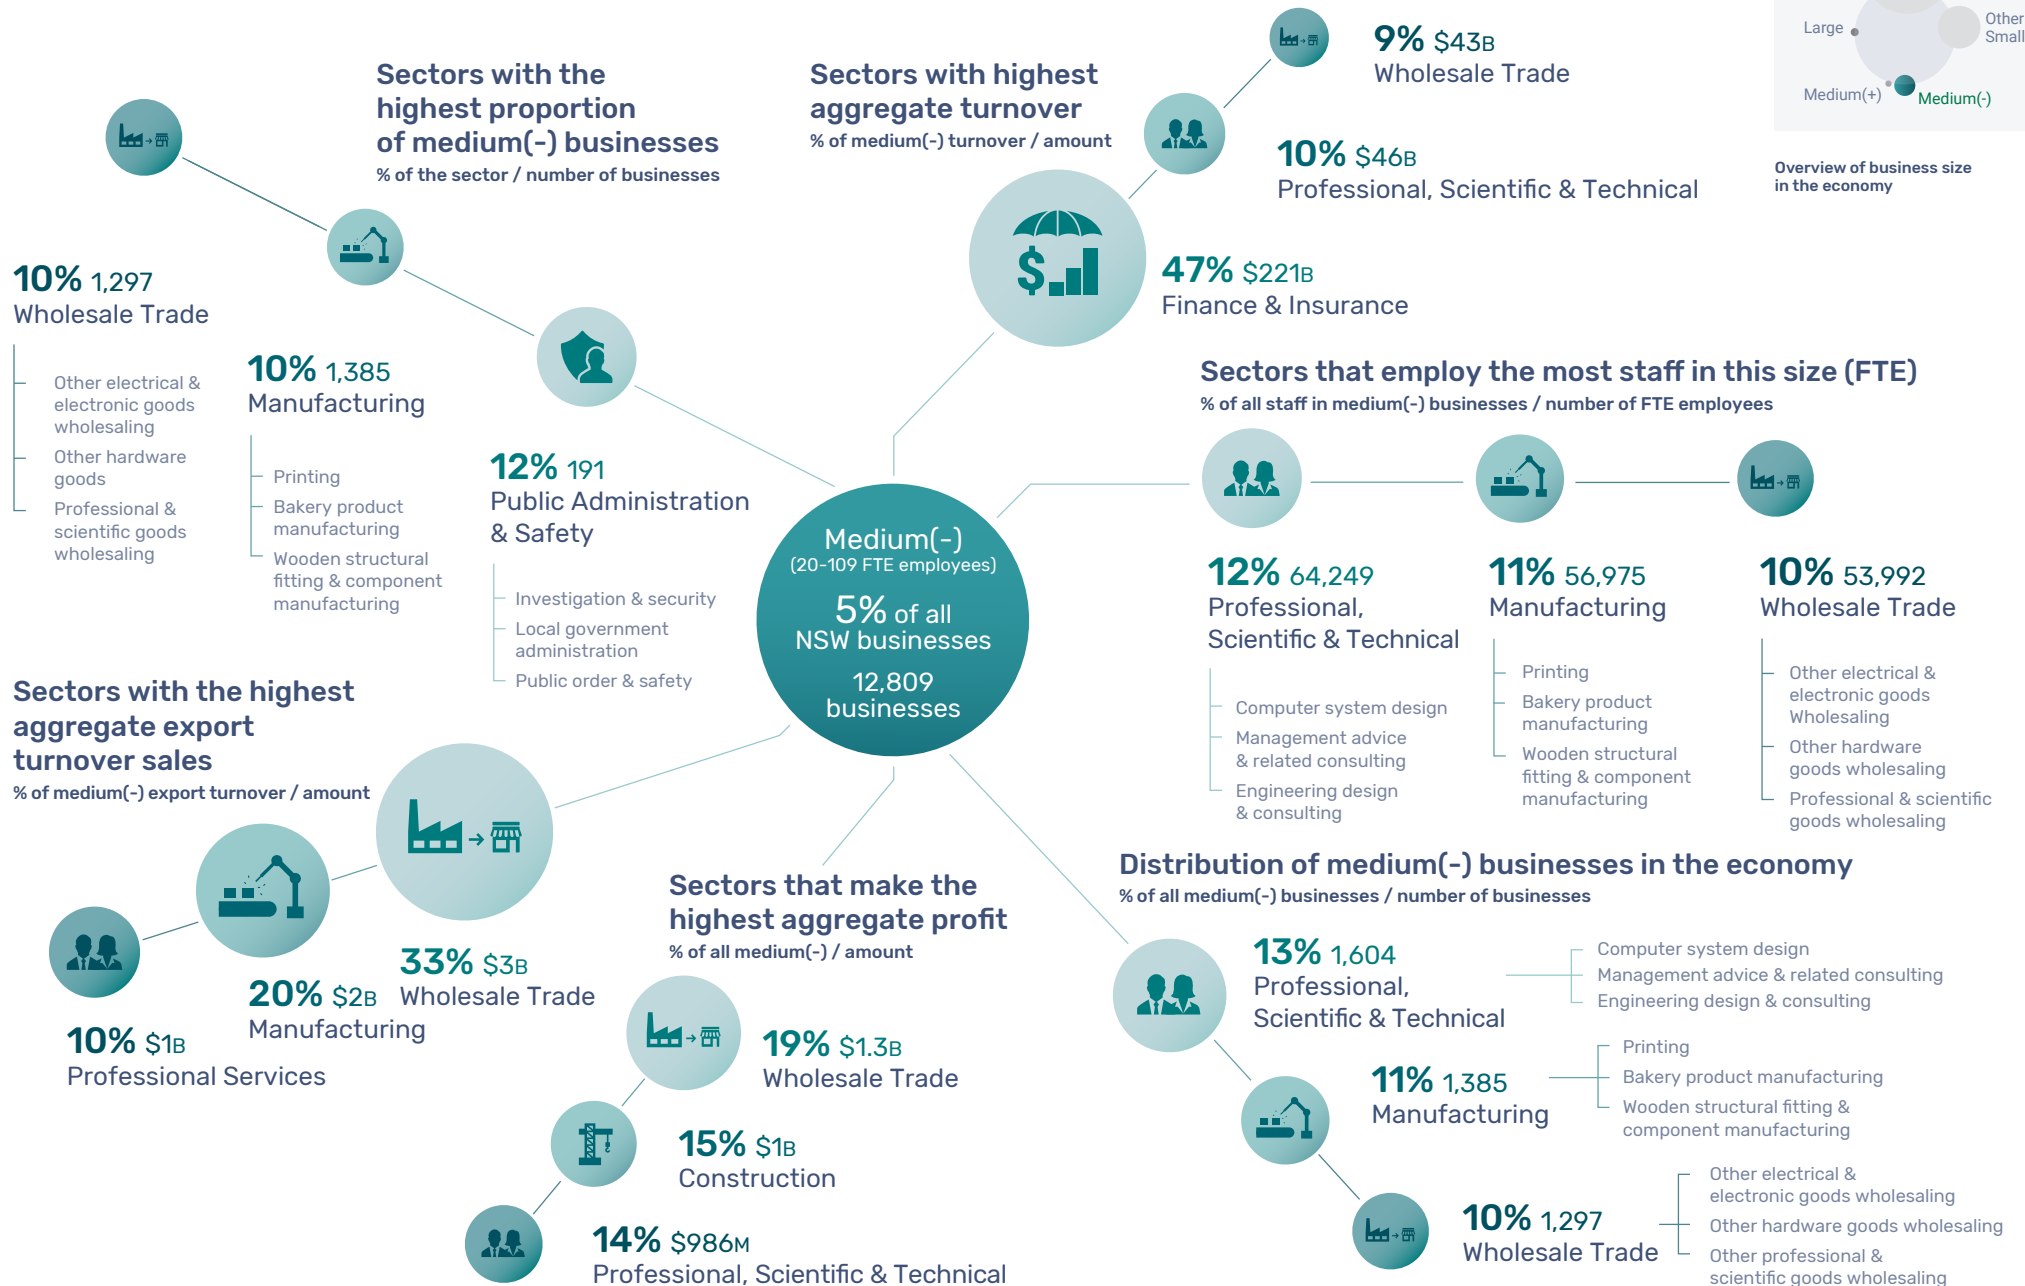 Sectors with the
highest proportion
of medium(-) businesses
% of the sector / number of businesses
10% 1,297
Wholesale Trade
Other electrical &
electronic goods
wholesaling
Other hardware
goods
Professional &
scientific goods
wholesaling
10% 1,385
Manufacturing
Printing
Bakery product
manufacturing
Wooden structural
fitting & component
manufacturing
12% 191
Public Administration
& Safety
Investigation & security
Local government
administration
Public order & safety
Sectors with highest
aggregate turnover
% of medium(-) turnover / amount
9% $43B
Wholesale Trade
10% $46B
Professional, Scientific & Technical
47% $221B
Finance & Insurance
Large
Other
Small
Medium(+)
Medium(-)
Overview of business size
in the economy
Sectors that employ the most staff in this size (FTE)
% of all staff in medium(-) businesses / number of FTE employees
12% 64,249
Professional,
Scientific & Technical
Computer system design
Management advice
& related consulting
Engineering design
& consulting
11% 56,975
Manufacturing
Printing
Bakery product
manufacturing
Wooden structural
fitting & component
manufacturing
10% 53,992
Wholesale Trade
Other electrical &
electronic goods
Wholesaling
Other hardware
goods wholesaling
Professional & scientific
goods wholesaling
Medium(-)
(20-109 FTE employees)
5% of all
NSW businesses
12,809
businesses
Sectors with the highest
aggregate export
turnover sales
% of medium(-) export turnover / amount
33% $3B
Wholesale Trade
20% $2B
Manufacturing
10% $1B
Professional Services
Sectors that make the
highest aggregate profit
% of all medium(-) / amount
19% $1.3B
Wholesale Trade
15% $1B
Construction
14% $986M
Professional, Scientific & Technical
Distribution of medium(-) businesses in the economy
% of all medium(-) businesses / number of businesses
13% 1,604
Professional,
Scientific & Technical
Computer system design
Management advice & related consulting
Engineering design & consulting
11% 1,385
Manufacturing
Printing
Bakery product manufacturing
Wooden structural fitting &
component manufacturing
10% 1,297
Wholesale Trade
Other electrical &
electronic goods wholesaling
Other hardware goods wholesaling
Other professional &
scientific goods wholesaling